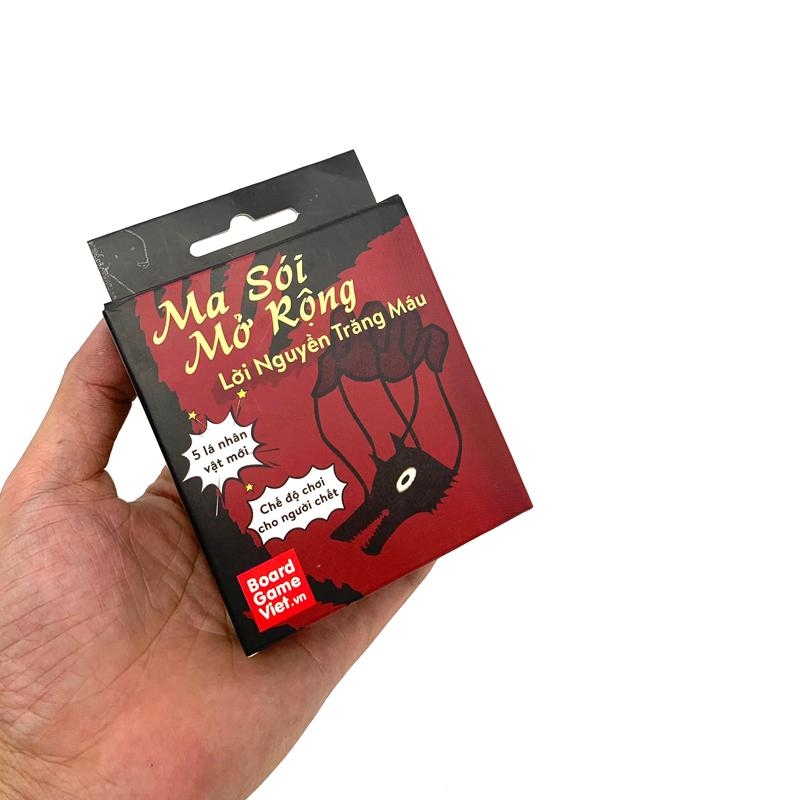 Ma Sói
Mở Rộng
Lời Nguyền Trăng Máu
5 lá nhân
vật mới
Chế độ chơi
cho người chết
Board
Game
Viet.vn